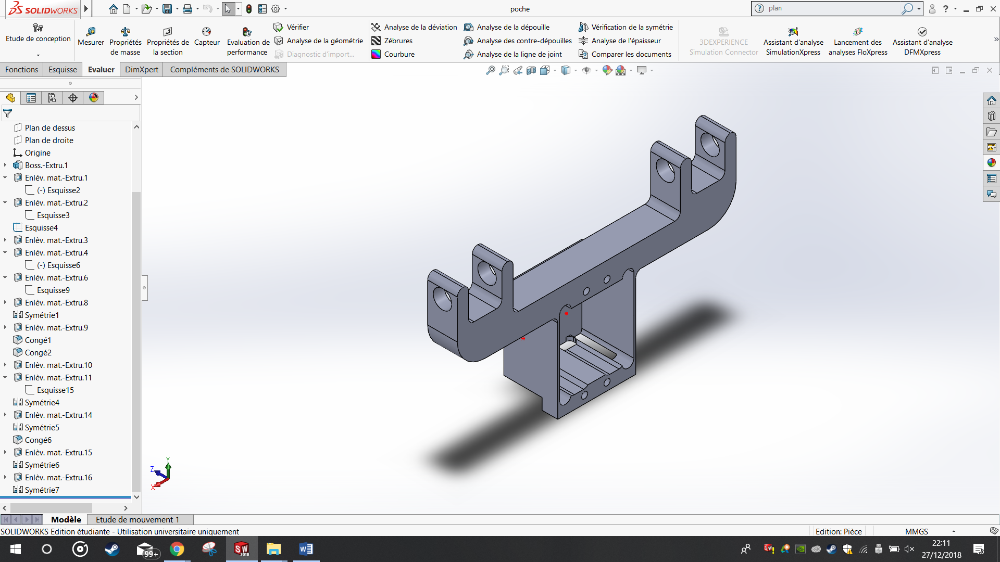 SOLIDWORKS
poche
plan
Etude de conception
Mesurer
Propriétés de masse
Propriétés de la section
Capteur
Evaluation de performance
Vérifier
Analyse de la géométrie
Diagnostic d'import...
Analyse de la déviation
Zébrures
Courbure
Analyse de la dépouille
Analyse des contre-dépouilles
Analyse de la ligne de joint
Vérification de la symétrie
Analyse de l'épaisseur
Comparer les documents
3DEXPERIENCE Simulation Connector
Assistant d'analyse SimulationXpress
Lancement des analyses FloXpress
Assistant d'analyse DFMXpress
Fonctions
Esquisse
Evaluer
DimXpert
Compléments de SOLIDWORKS
Plan de dessus
Plan de droite
Origine
Boss.-Extru.1
Enlèv. mat.-Extru.1
(-) Esquisse2
Enlèv. mat.-Extru.2
Esquisse3
Esquisse4
Enlèv. mat.-Extru.3
Enlèv. mat.-Extru.4
(-) Esquisse6
Enlèv. mat.-Extru.6
Esquisse9
Enlèv. mat.-Extru.8
Symétrie1
Enlèv. mat.-Extru.9
Congé1
Congé2
Enlèv. mat.-Extru.10
Enlèv. mat.-Extru.11
Esquisse15
Symétrie4
Enlèv. mat.-Extru.14
Symétrie5
Congé6
Enlèv. mat.-Extru.15
Symétrie6
Enlèv. mat.-Extru.16
Symétrie7
Y
Z
X
Modèle
Etude de mouvement 1
SOLIDWORKS Edition étudiante - Utilisation universitaire uniquement
Edition: Pièce
MMGS
99+
SW
2018
22:11
27/12/2018